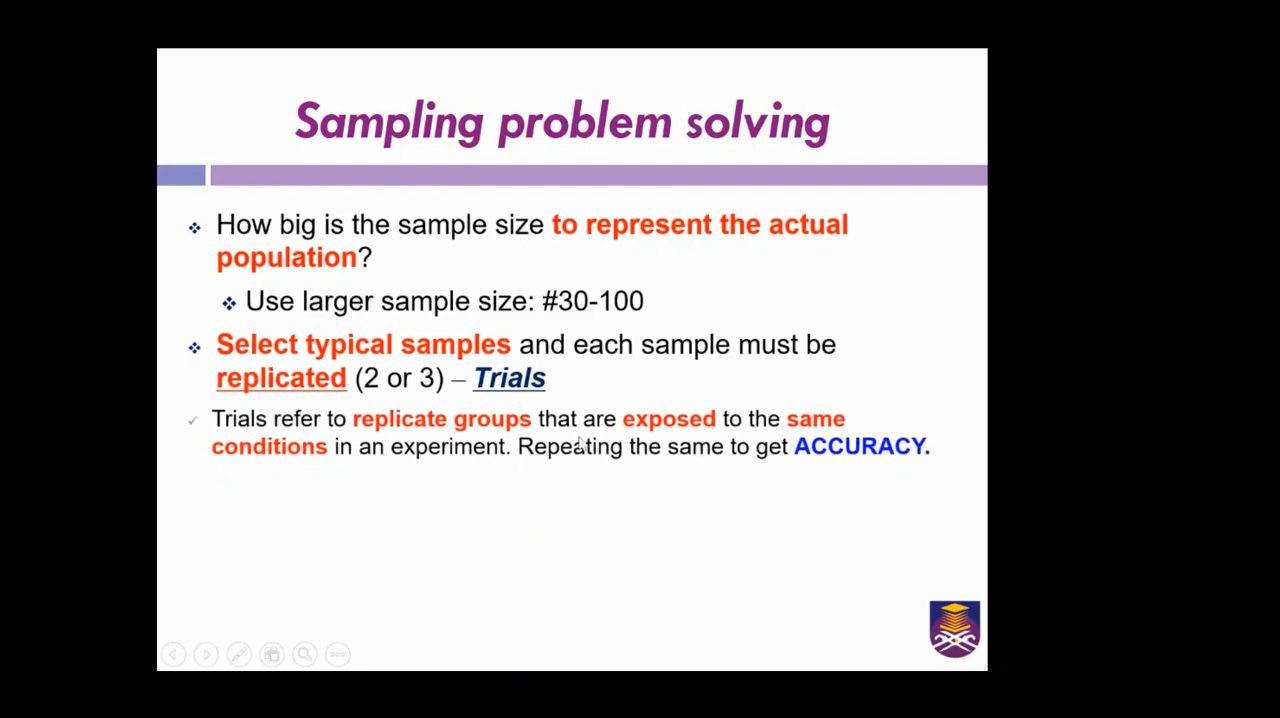 Sampling problem solving
How big is the sample size to represent the actual
population?
Use larger sample size: #30-100
Select typical samples and each sample must be
replicated (2 or 3) – Trials
Trials refer to replicate groups that are exposed to the same
conditions in an experiment. Repeating the same to get ACCURACY.